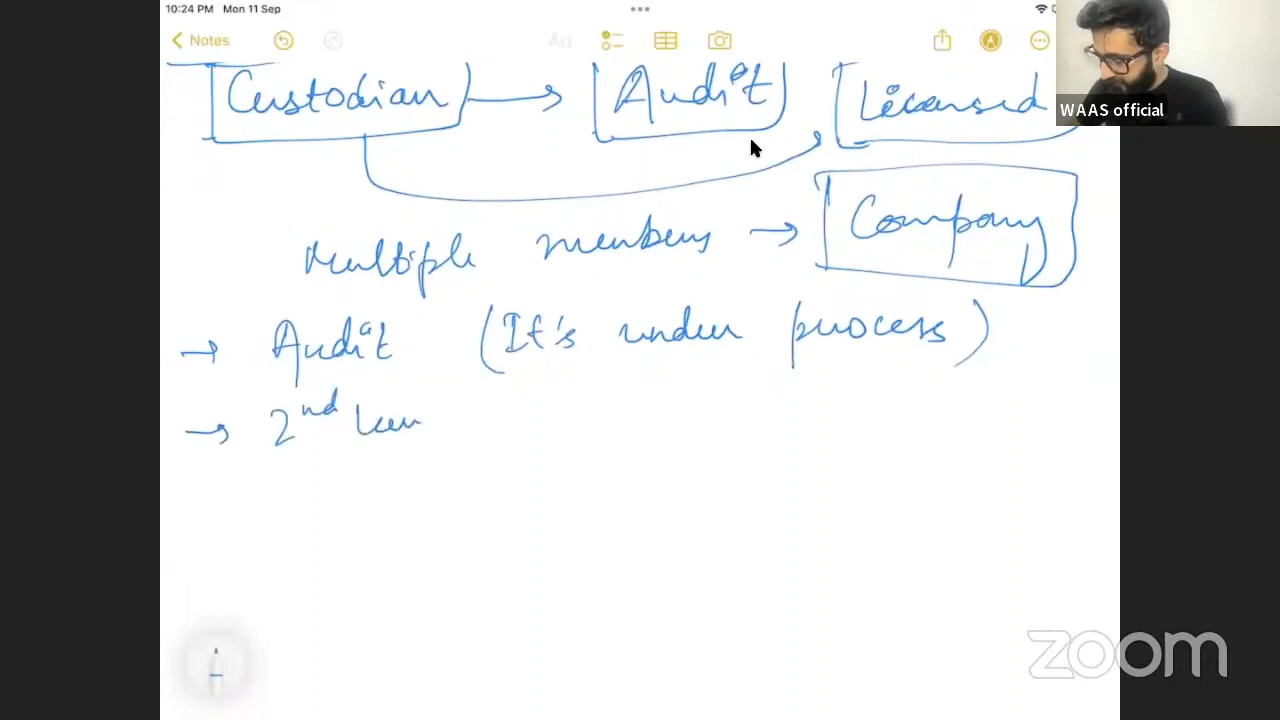 10:24 PM Mon 11 Sep
Notes
Aa
Custodian → Audit Licensed
WAAS official
Multiple members → Company
→ Audit (It's under process)
→ 2nd
zoom